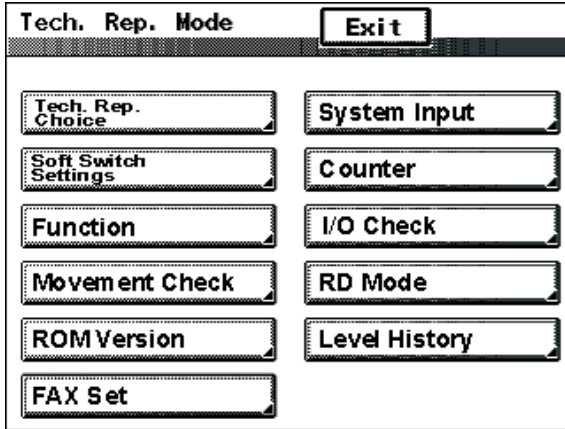 Tech. Rep. Mode
Exit
Tech. Rep.
Choice
System Input
Soft Switch
Settings
Counter
Function
I/O Check
Movement Check
RD Mode
ROM Version
Level History
FAX Set